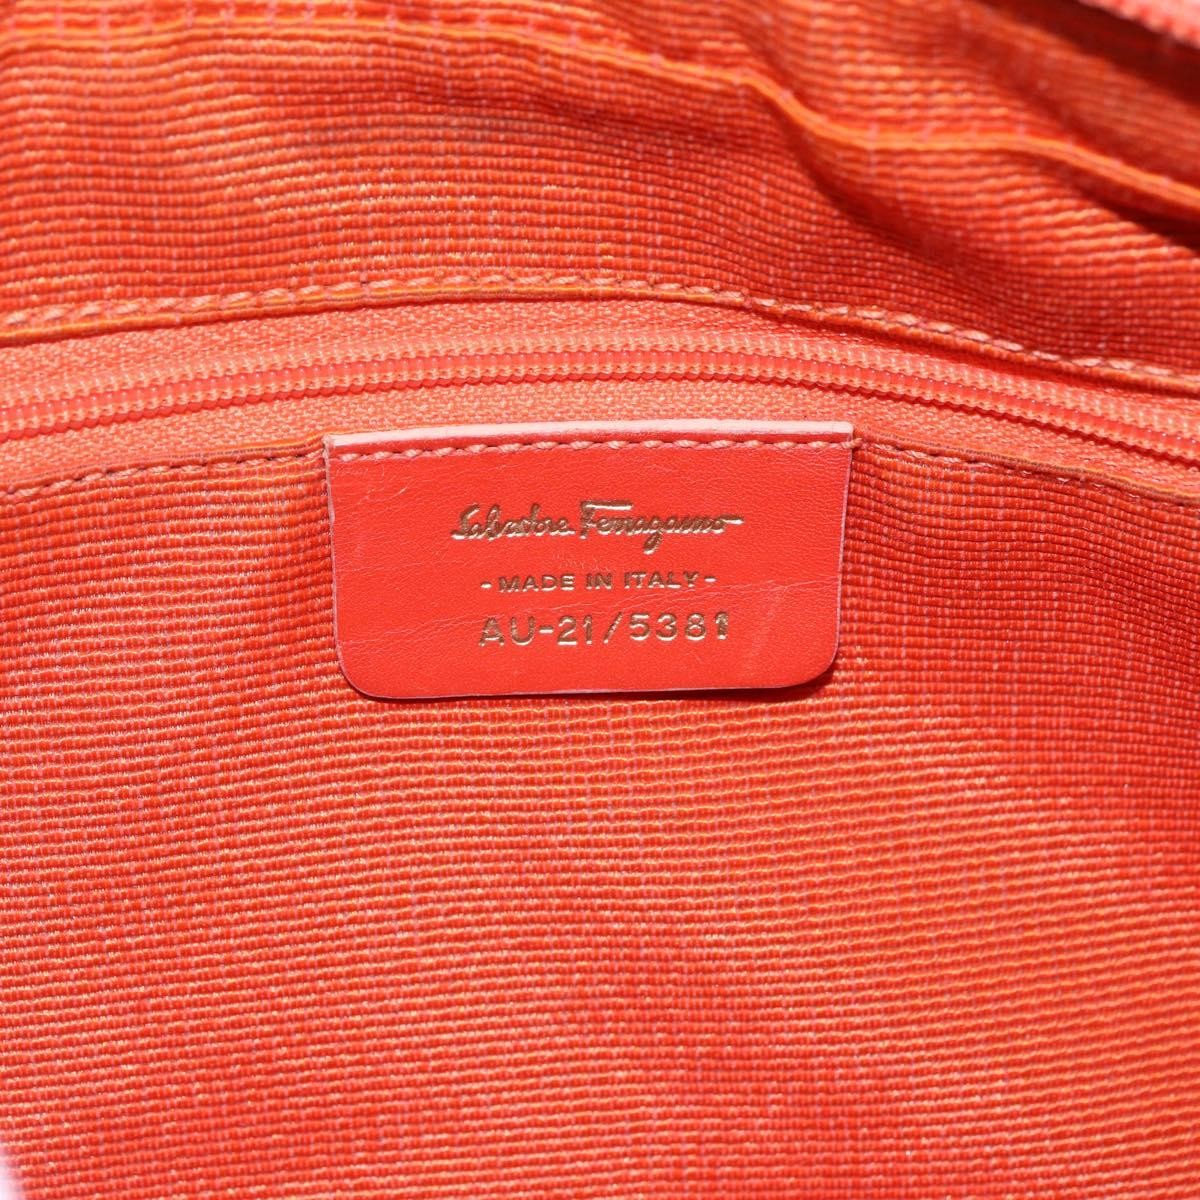 Salvatore Ferragamo
- MADE IN ITALY -
AU-21/5381